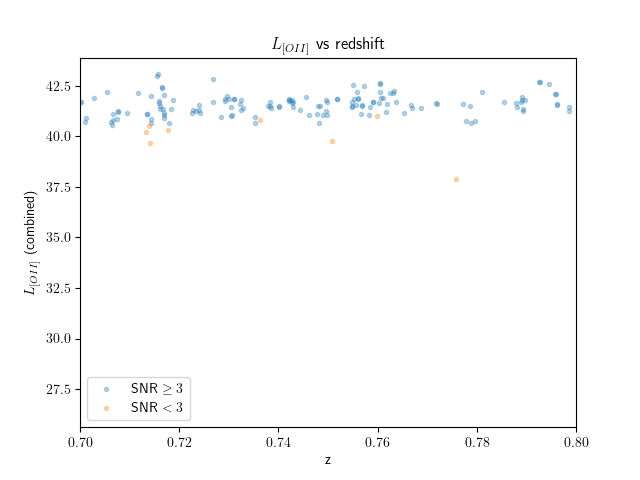 L[OII] vs redshift
42.5
40.0
37.5
35.0
32.5
30.0
27.5
L[OII] (combined)
SNR ≥ 3
SNR < 3
0.70 0.72 0.74 0.76 0.78 0.80
z